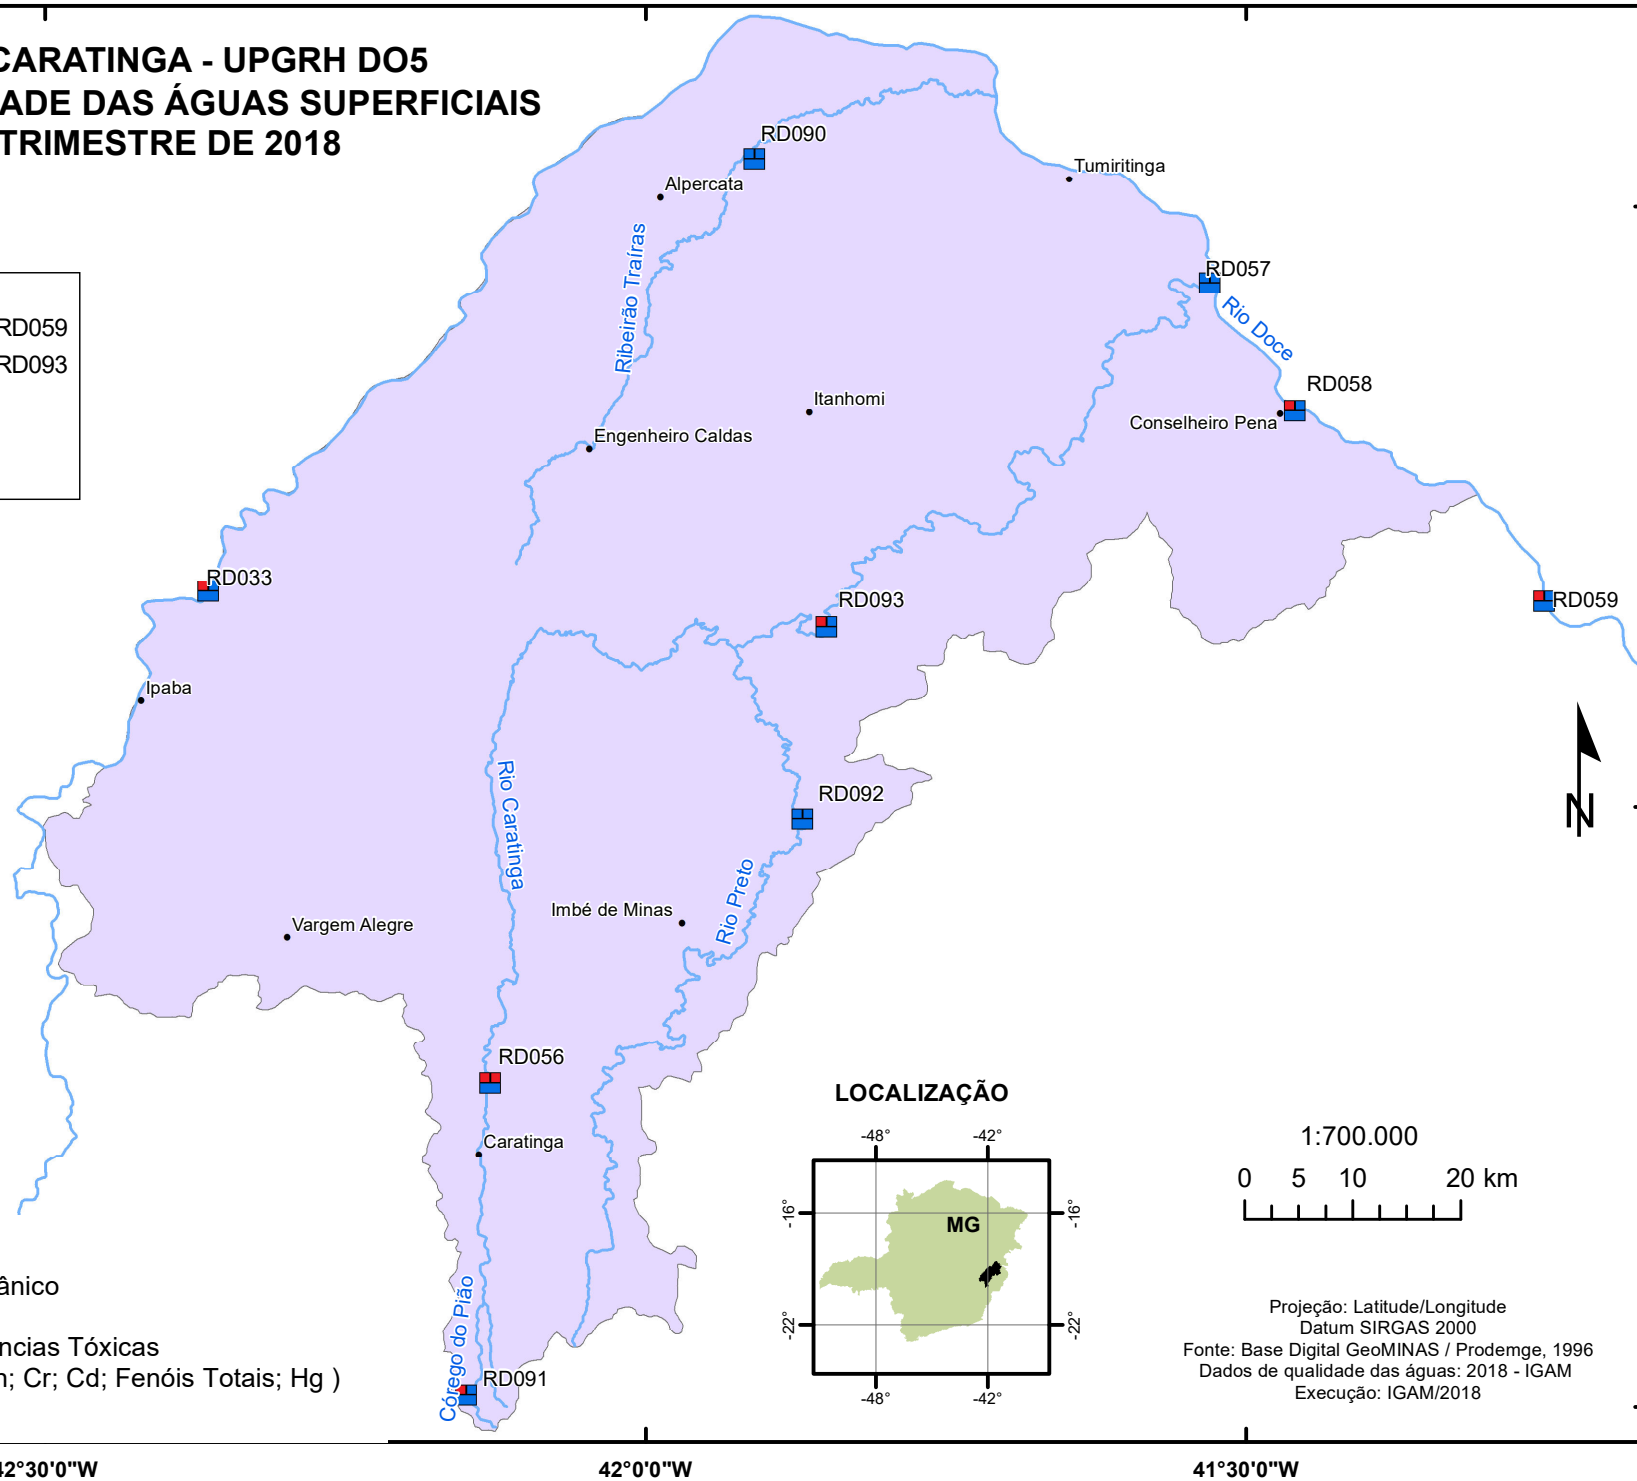 CARATINGA - UPGRH DO5
ADE DAS ÁGUAS SUPERFICIAIS
TRIMESTRE DE 2018
RD090
Tumiritinga
Alpercata
Ribeirão Traíras
RD057
Rio Doce
RD059
RD093
RD058
Itanhomi
Conselheiro Pena
Engenheiro Caldas
RD033
RD093
RD059
Ipaba
Rio Caratinga
RD092
N
Rio Preto
Imbé de Minas
Vargem Alegre
RD056
Caratinga
LOCALIZAÇÃO
-48° -42°
-16° -16°
MG
-22° -22°
-48° -42°
1:700.000
0 5 10 20 km
ânico
ncias Tóxicas
; Cr; Cd; Fenóis Totais; Hg )
Córrego do Pião
RD091
Projeção: Latitude/Longitude
Datum SIRGAS 2000
Fonte: Base Digital GeoMINAS / Prodemge, 1996
Dados de qualidade das águas: 2018 - IGAM
Execução: IGAM/2018
42°30'0"W 42°0'0"W 41°30'0"W